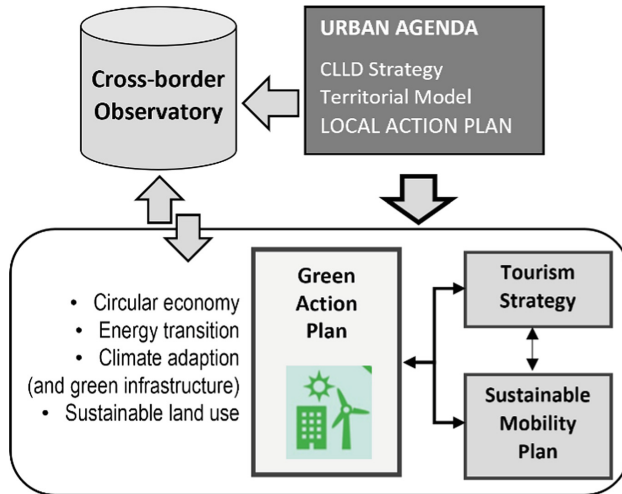 Cross-border
Observatory
URBAN AGENDA
CLLD Strategy
Territorial Model
LOCAL ACTION PLAN
• Circular economy
• Energy transition
• Climate adaption
(and green infrastructure)
• Sustainable land use
Green
Action
Plan
Tourism
Strategy
Sustainable
Mobility
Plan